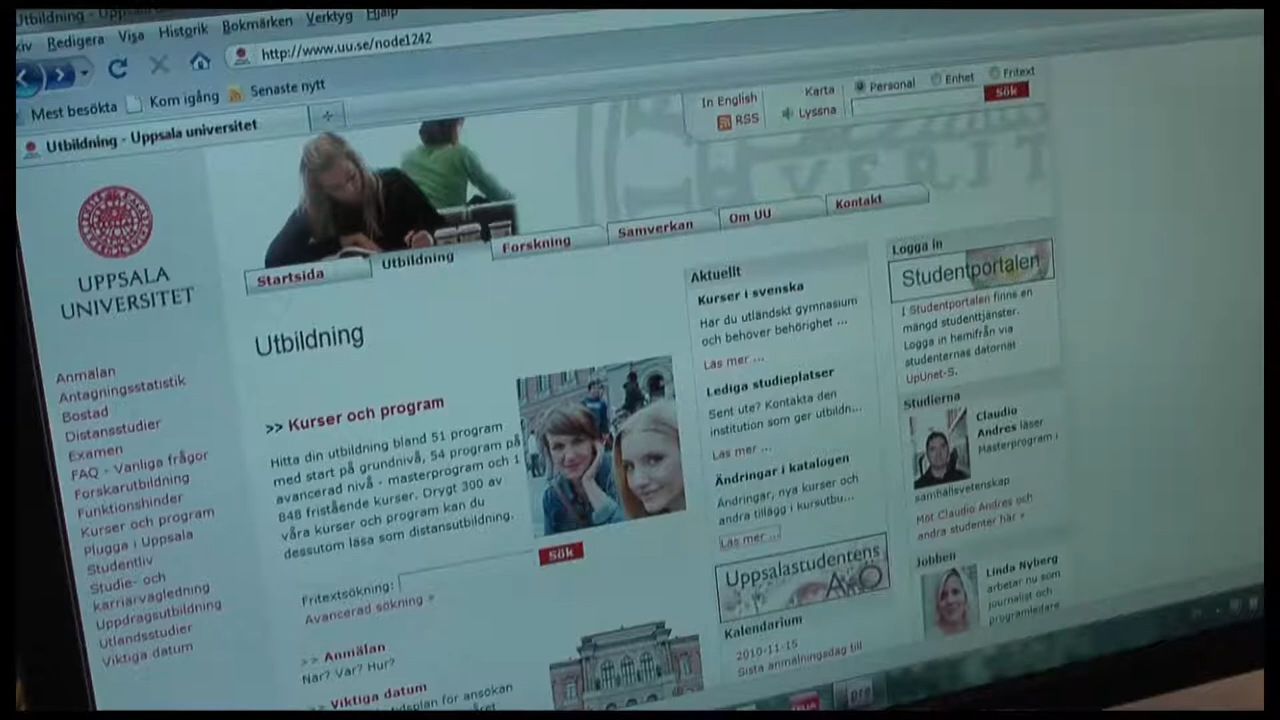 Utbildning - Upps
Redigera Visa Historik Bokmärken Verktyg Hjälp
http://www.uu.se/node1242
Mest besökta Kom igång Senaste nytt
Utbildning - Uppsala universitet
In English
RSS
Karta
Lyssna
Personal Enhet Fritext
Sök
UPPSALA
UNIVERSITET
Startsida Utbildning Forskning Samverkan Om UU Kontakt
Anmälan
Antagningsstatistik
Bostad
Distansstudier
Examen
FAQ - Vanliga frågor
Forskarutbildning
Funktionshinder
Kurser och program
Plugga i Uppsala
Studentliv
Studie- och
karriärvägledning
Uppdragsutbildning
Utlandsstudier
Viktiga datum
Utbildning
>> Kurser och program
Hitta din utbildning bland 51 program
med start på grundnivå, 54 program på
avancerad nivå - masterprogram och 1
848 fristående kurser. Drygt 300 av
våra kurser och program kan du
dessutom läsa som distansutbildning.
Fritextsökning:
Sök
Avancerad sökning »
>> Anmälan
När? Var? Hur?
>> Viktiga datum
tidsplan för ansökan
Aktuellt
Kurser i svenska
Har du utländskt gymnasium
och behöver behörighet ...
Läs mer ...
Lediga studieplatser
Sent ute? Kontakta den
institution som ger utbildn...
Läs mer ...
Ändringar i katalogen
Ändringar, nya kurser och
andra tillägg i kursutbu...
Läs mer ...
Uppsalastudentens
A-Ö
Kalendarium
2010-11-15
Sista anmälningsdag till
Logga in
Studentportalen
I Studentportalen finns en
mängd studenttjänster.
Logga in hemifrån via
studenternas datornät
UpUnet-S.
Studierna
Claudio
Andres läser
Masterprogram i
samhällsvetenskap
Möt Claudio Andres och
andra studenter här »
Jobben
Linda Nyberg
arbetar nu som
journalist och
programledare